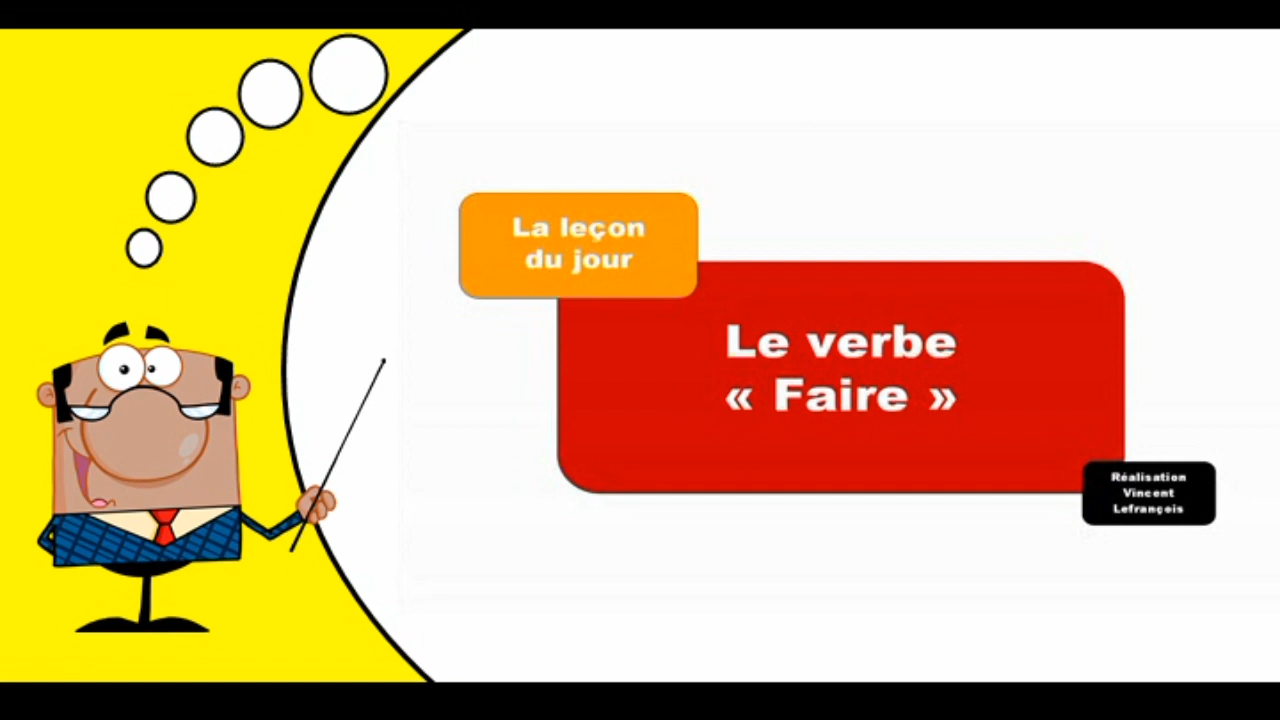 La leçon
du jour
Le verbe
« Faire »
Réalisation
Vincent
Lefrançois